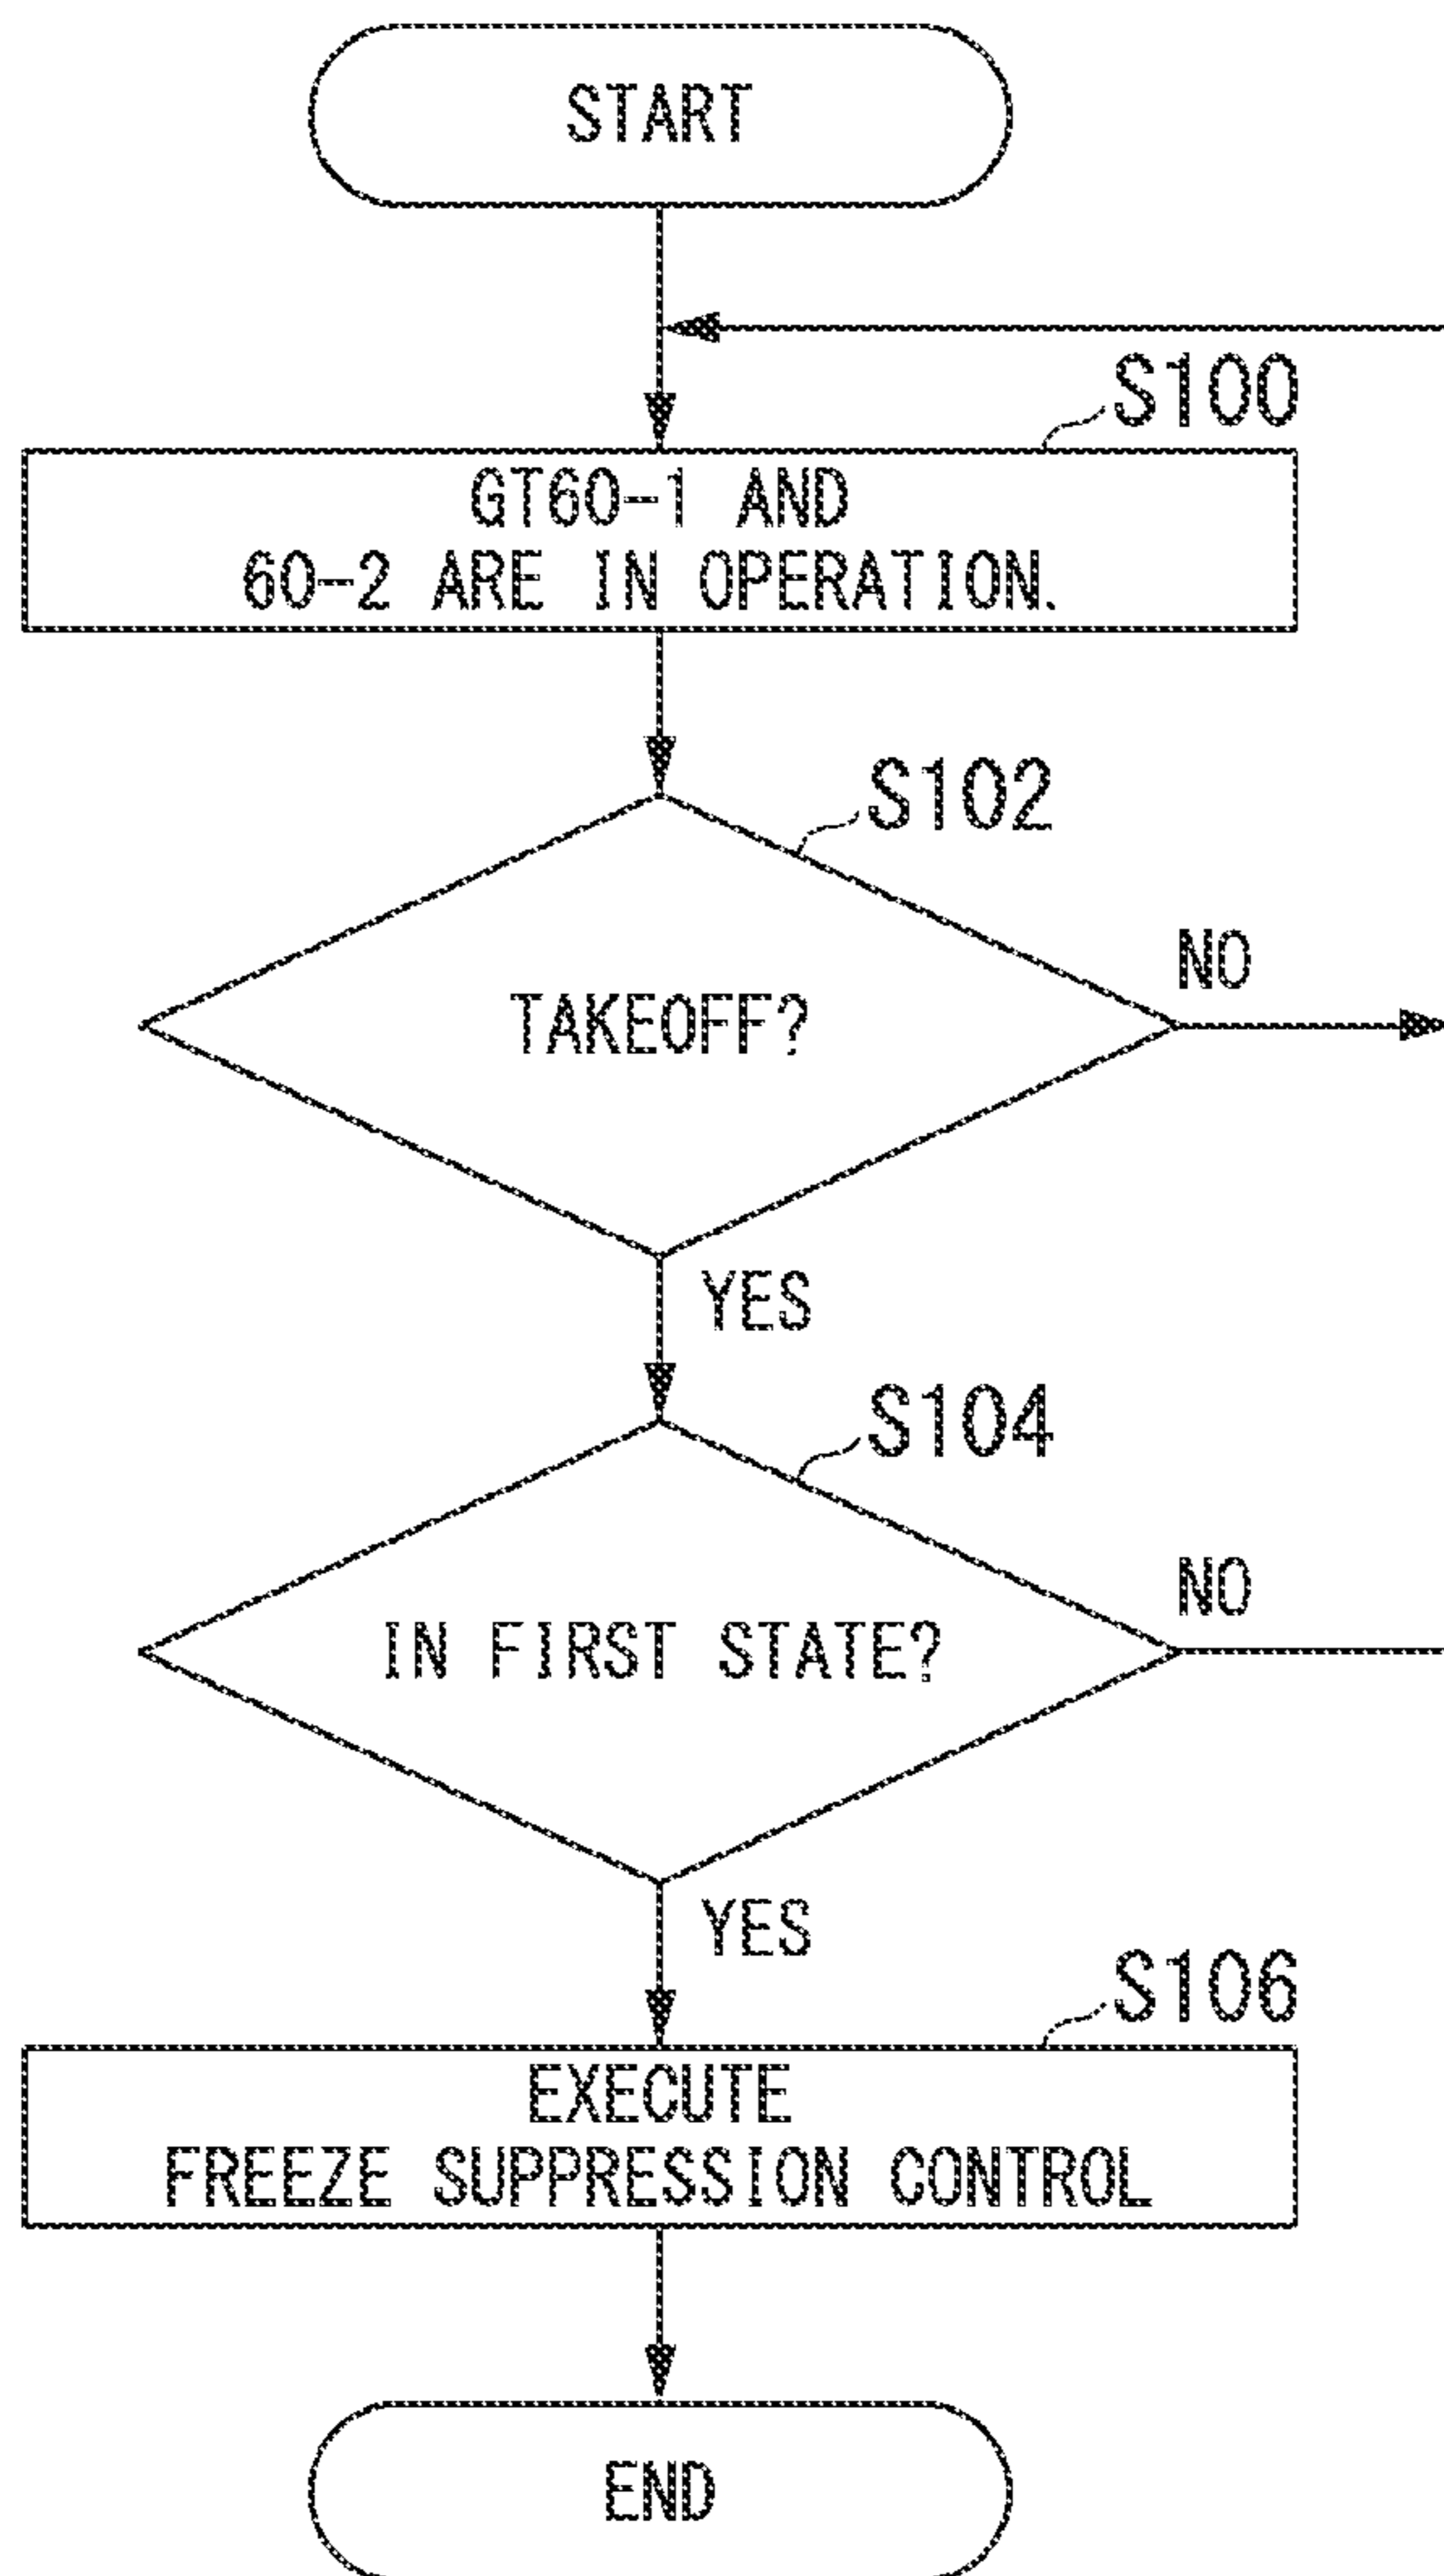 START
S100
GT60-1 AND
60-2 ARE IN OPERATION.
S102
TAKEOFF?
NO
YES
S104
IN FIRST STATE?
NO
YES
S106
EXECUTE
FREEZE SUPPRESSION CONTROL
END